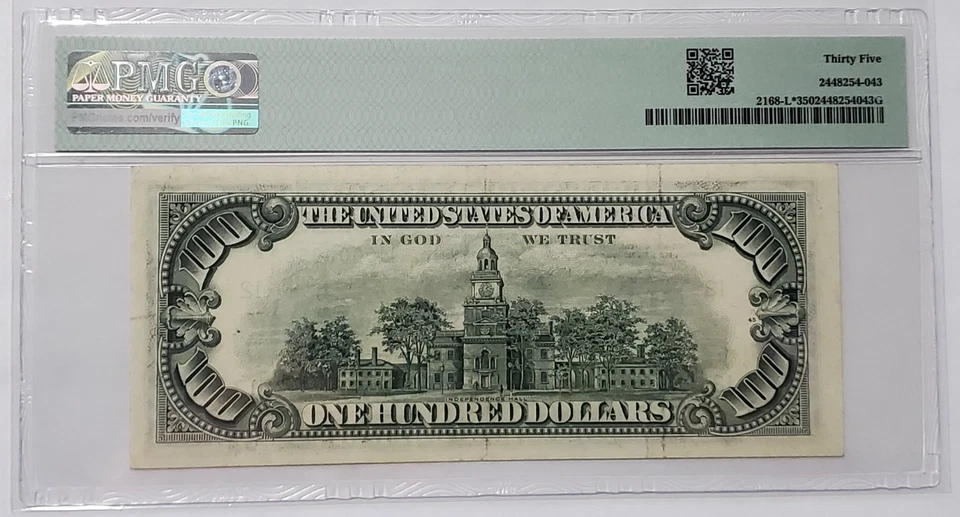 PMG
PAPER MONEY GUARANTY
PMGnotes.com/verify
PNG
Thirty Five
2448254-043
2168-L*3502448254043G
THE UNITED STATES OF AMERICA
IN GOD WE TRUST
100
100
100
100
INDEPENDENCE HALL
ONE HUNDRED DOLLARS